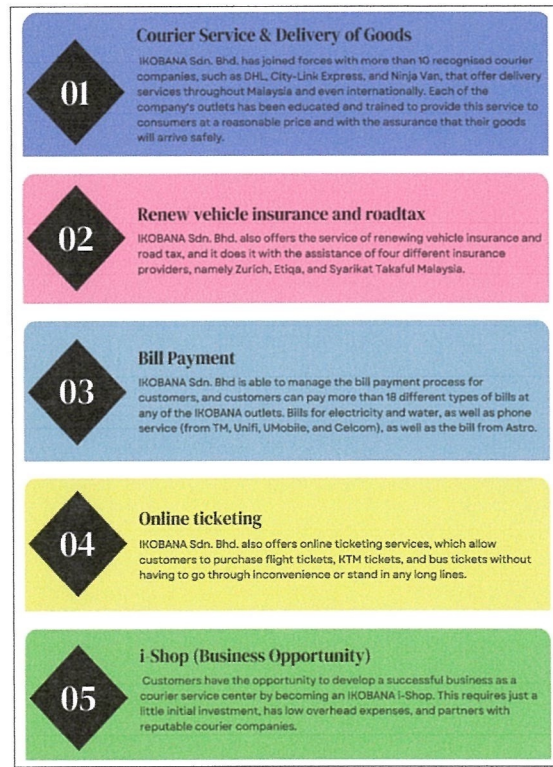 Courier Service & Delivery of Goods
01
IKOBANA Sdn. Bhd. has joined forces with more than 10 recognised courier
companies, such as DHL, City-Link Express, and Ninja Van, that offer delivery
services throughout Malaysia and even internationally. Each of the
company's outlets has been educated and trained to provide this service to
consumers at a reasonable price and with the assurance that their goods
will arrive safely.
02
Renew vehicle insurance and roadtax
IKOBANA Sdn. Bhd. also offers the service of renewing vehicle insurance and
road tax, and it does it with the assistance of four different insurance
providers, namely Zurich, Etiqa, and Syarikat Takaful Malaysia.
03
Bill Payment
IKOBANA Sdn. Bhd is able to manage the bill payment process for
customers, and customers can pay more than 18 different types of bills at
any of the IKOBANA outlets. Bills for electricity and water, as well as phone
service (from TM, Unifi, UMobile, and Celcom), as well as the bill from Astro.
04
Online ticketing
IKOBANA Sdn. Bhd. also offers online ticketing services, which allow
customers to purchase flight tickets, KTM tickets, and bus tickets without
having to go through inconvenience or stand in any long lines.
05
i-Shop (Business Opportunity)
Customers have the opportunity to develop a successful business as a
courier service center by becoming an IKOBANA i-Shop. This requires just a
little initial investment, has low overhead expenses, and partners with
reputable courier companies.